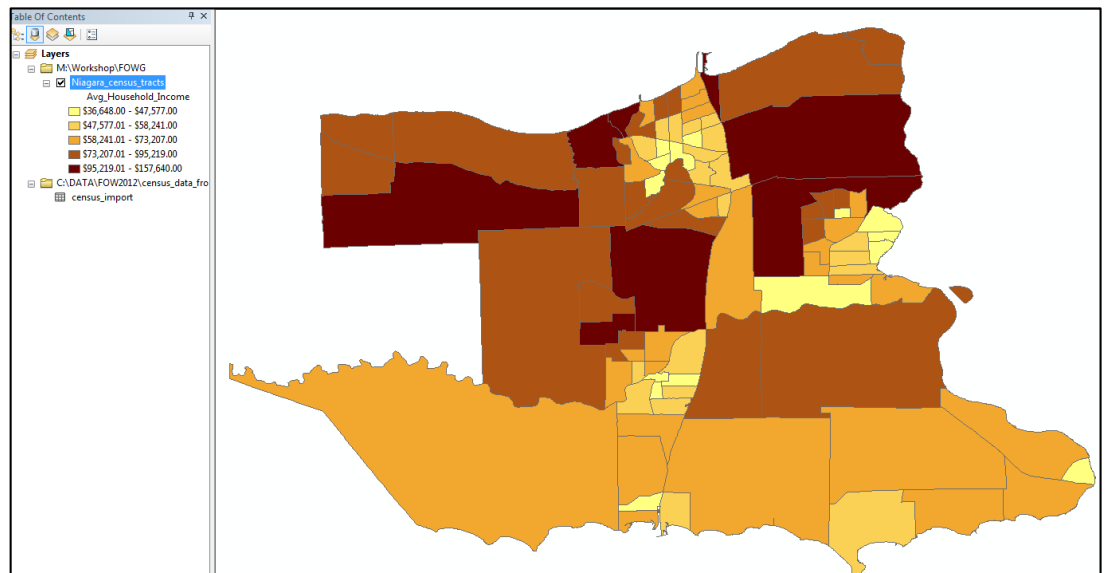 Table Of Contents
Layers
M:\Workshop\FOWG
Niagara_census_tracts
Avg_Household_Income
$36,648.00 - $47,577.00
$47,577.01 - $58,241.00
$58,241.01 - $73,207.00
$73,207.01 - $95,219.00
$95,219.01 - $157,640.00
C:\DATA\FOW2012\census_data_fro
census_import